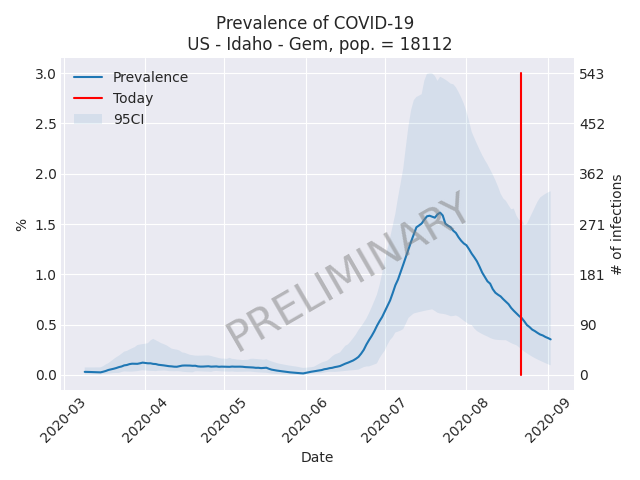 Prevalence of COVID-19
US - Idaho - Gem, pop. = 18112
Prevalence
Today
95CI
PRELIMINARY
%
3.0
2.5
2.0
1.5
1.0
0.5
0.0
543
452
362
271
181
90
0
# of infections
2020-03
2020-04
2020-05
2020-06
2020-07
2020-08
2020-09
Date